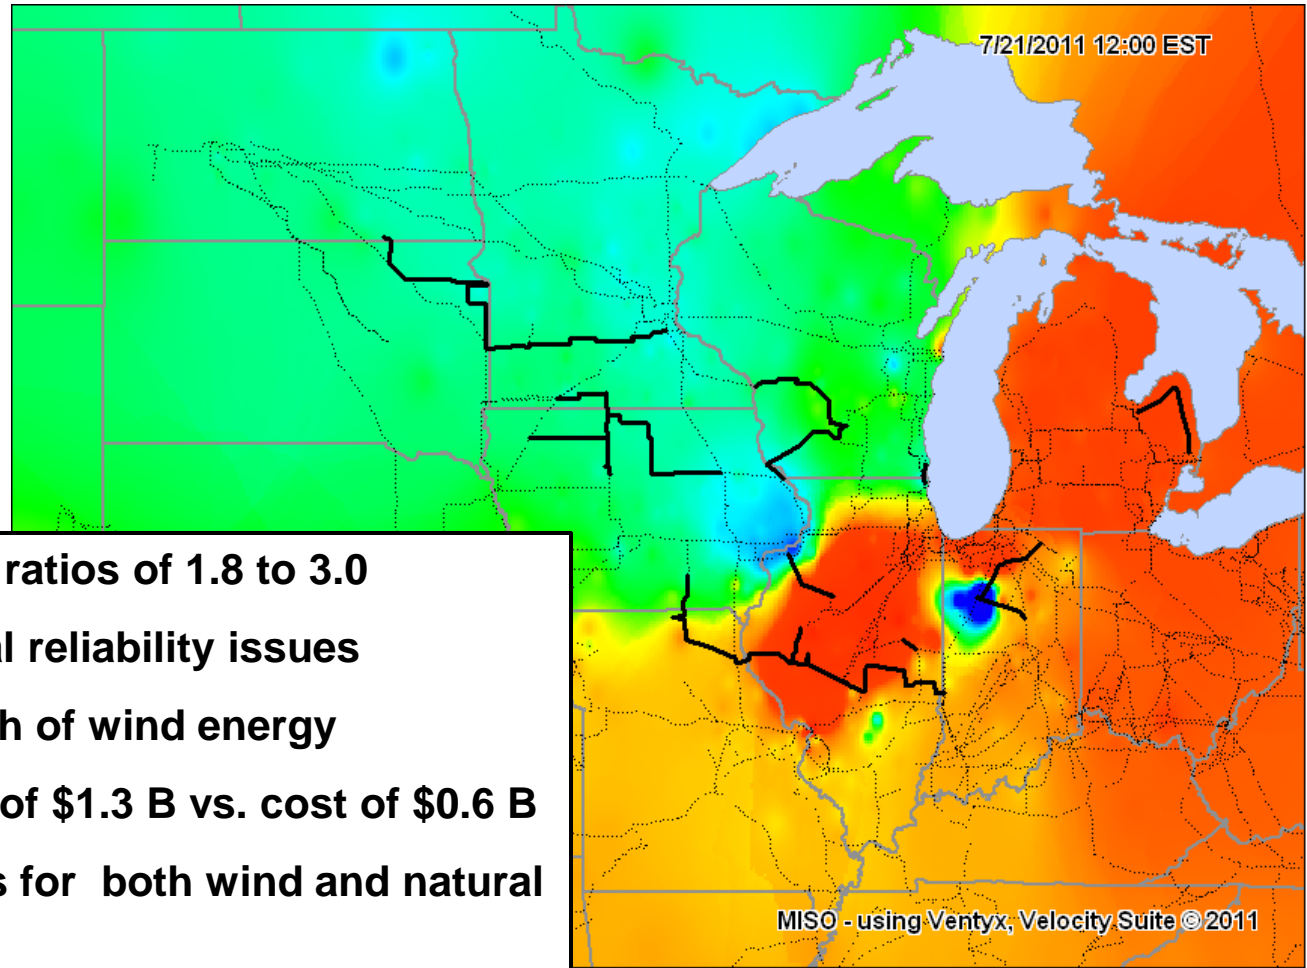 7/21/2011 12:00 EST
ratios of 1.8 to 3.0
reliability issues
of wind energy
of $1.3 B vs. cost of $0.6 B
for both wind and natural
MISO - using Ventyx, Velocity Suite © 2011